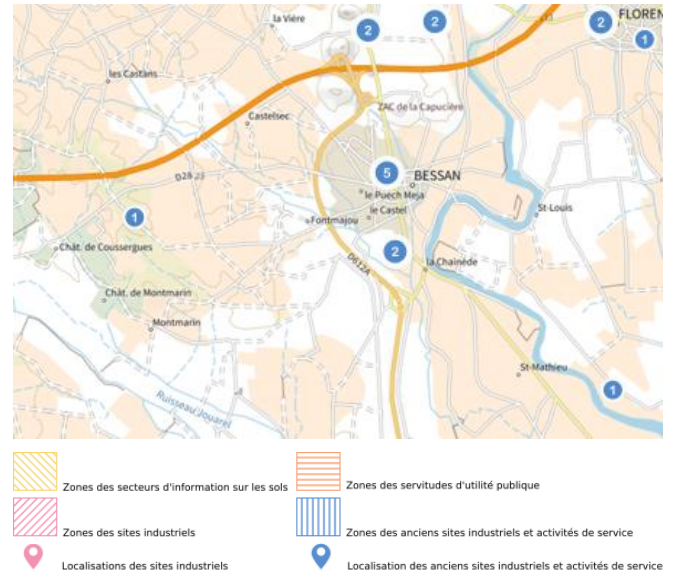 la Vière
2
2
2
FLOREN
1
les Castans
ZAC de la Capucière
Castelsec
D28
5
BESSAN
le Puech Meja
le Castel
1
Fontmajou
St-Louis
Chât. de Coussergues
2
la Chainède
D612A
Chât. de Montmarin
Montmarin
St-Mathieu
1
Ruisseau Jouarel
Zones des secteurs d'information sur les sols
Zones des servitudes d'utilité publique
Zones des sites industriels
Zones des anciens sites industriels et activités de service
Localisations des sites industriels
Localisation des anciens sites industriels et activités de service